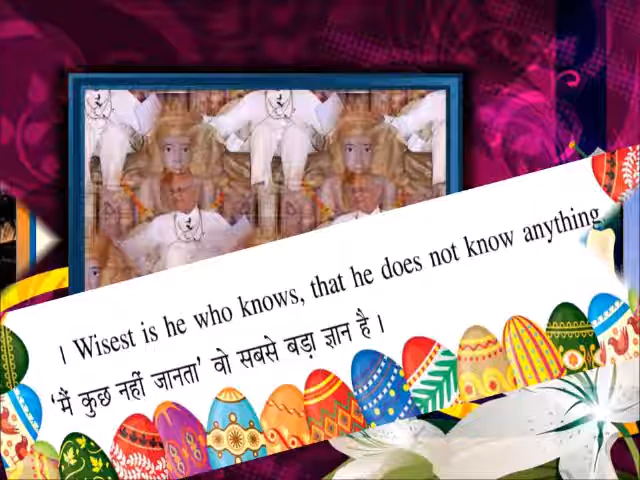 । Wisest is he who knows, that he does not know anything
‘मैं कुछ नहीं जानता’ वो सबसे बड़ा ज्ञान है ।